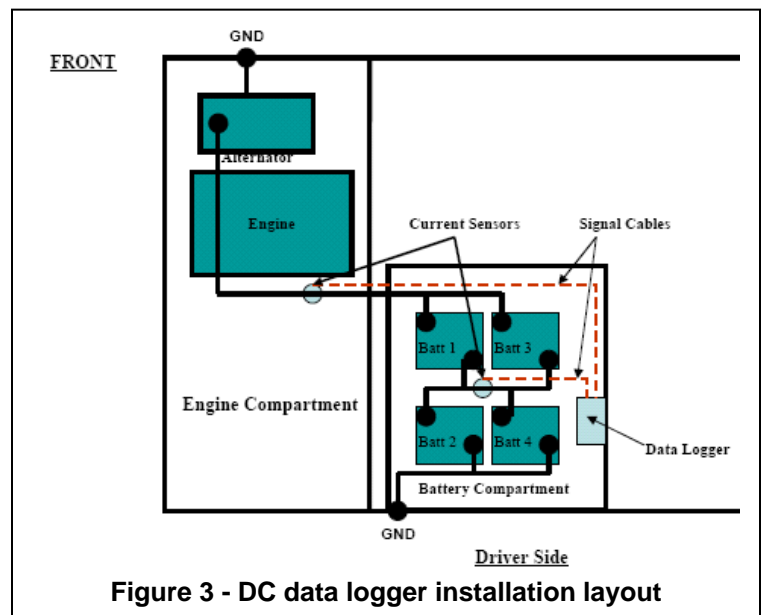 GND
FRONT
Alternator
Engine
Current Sensors
Signal Cables
Batt 1
Batt 3
Engine Compartment
Batt 2
Batt 4
Data Logger
Battery Compartment
GND
Driver Side
Figure 3 - DC data logger installation layout